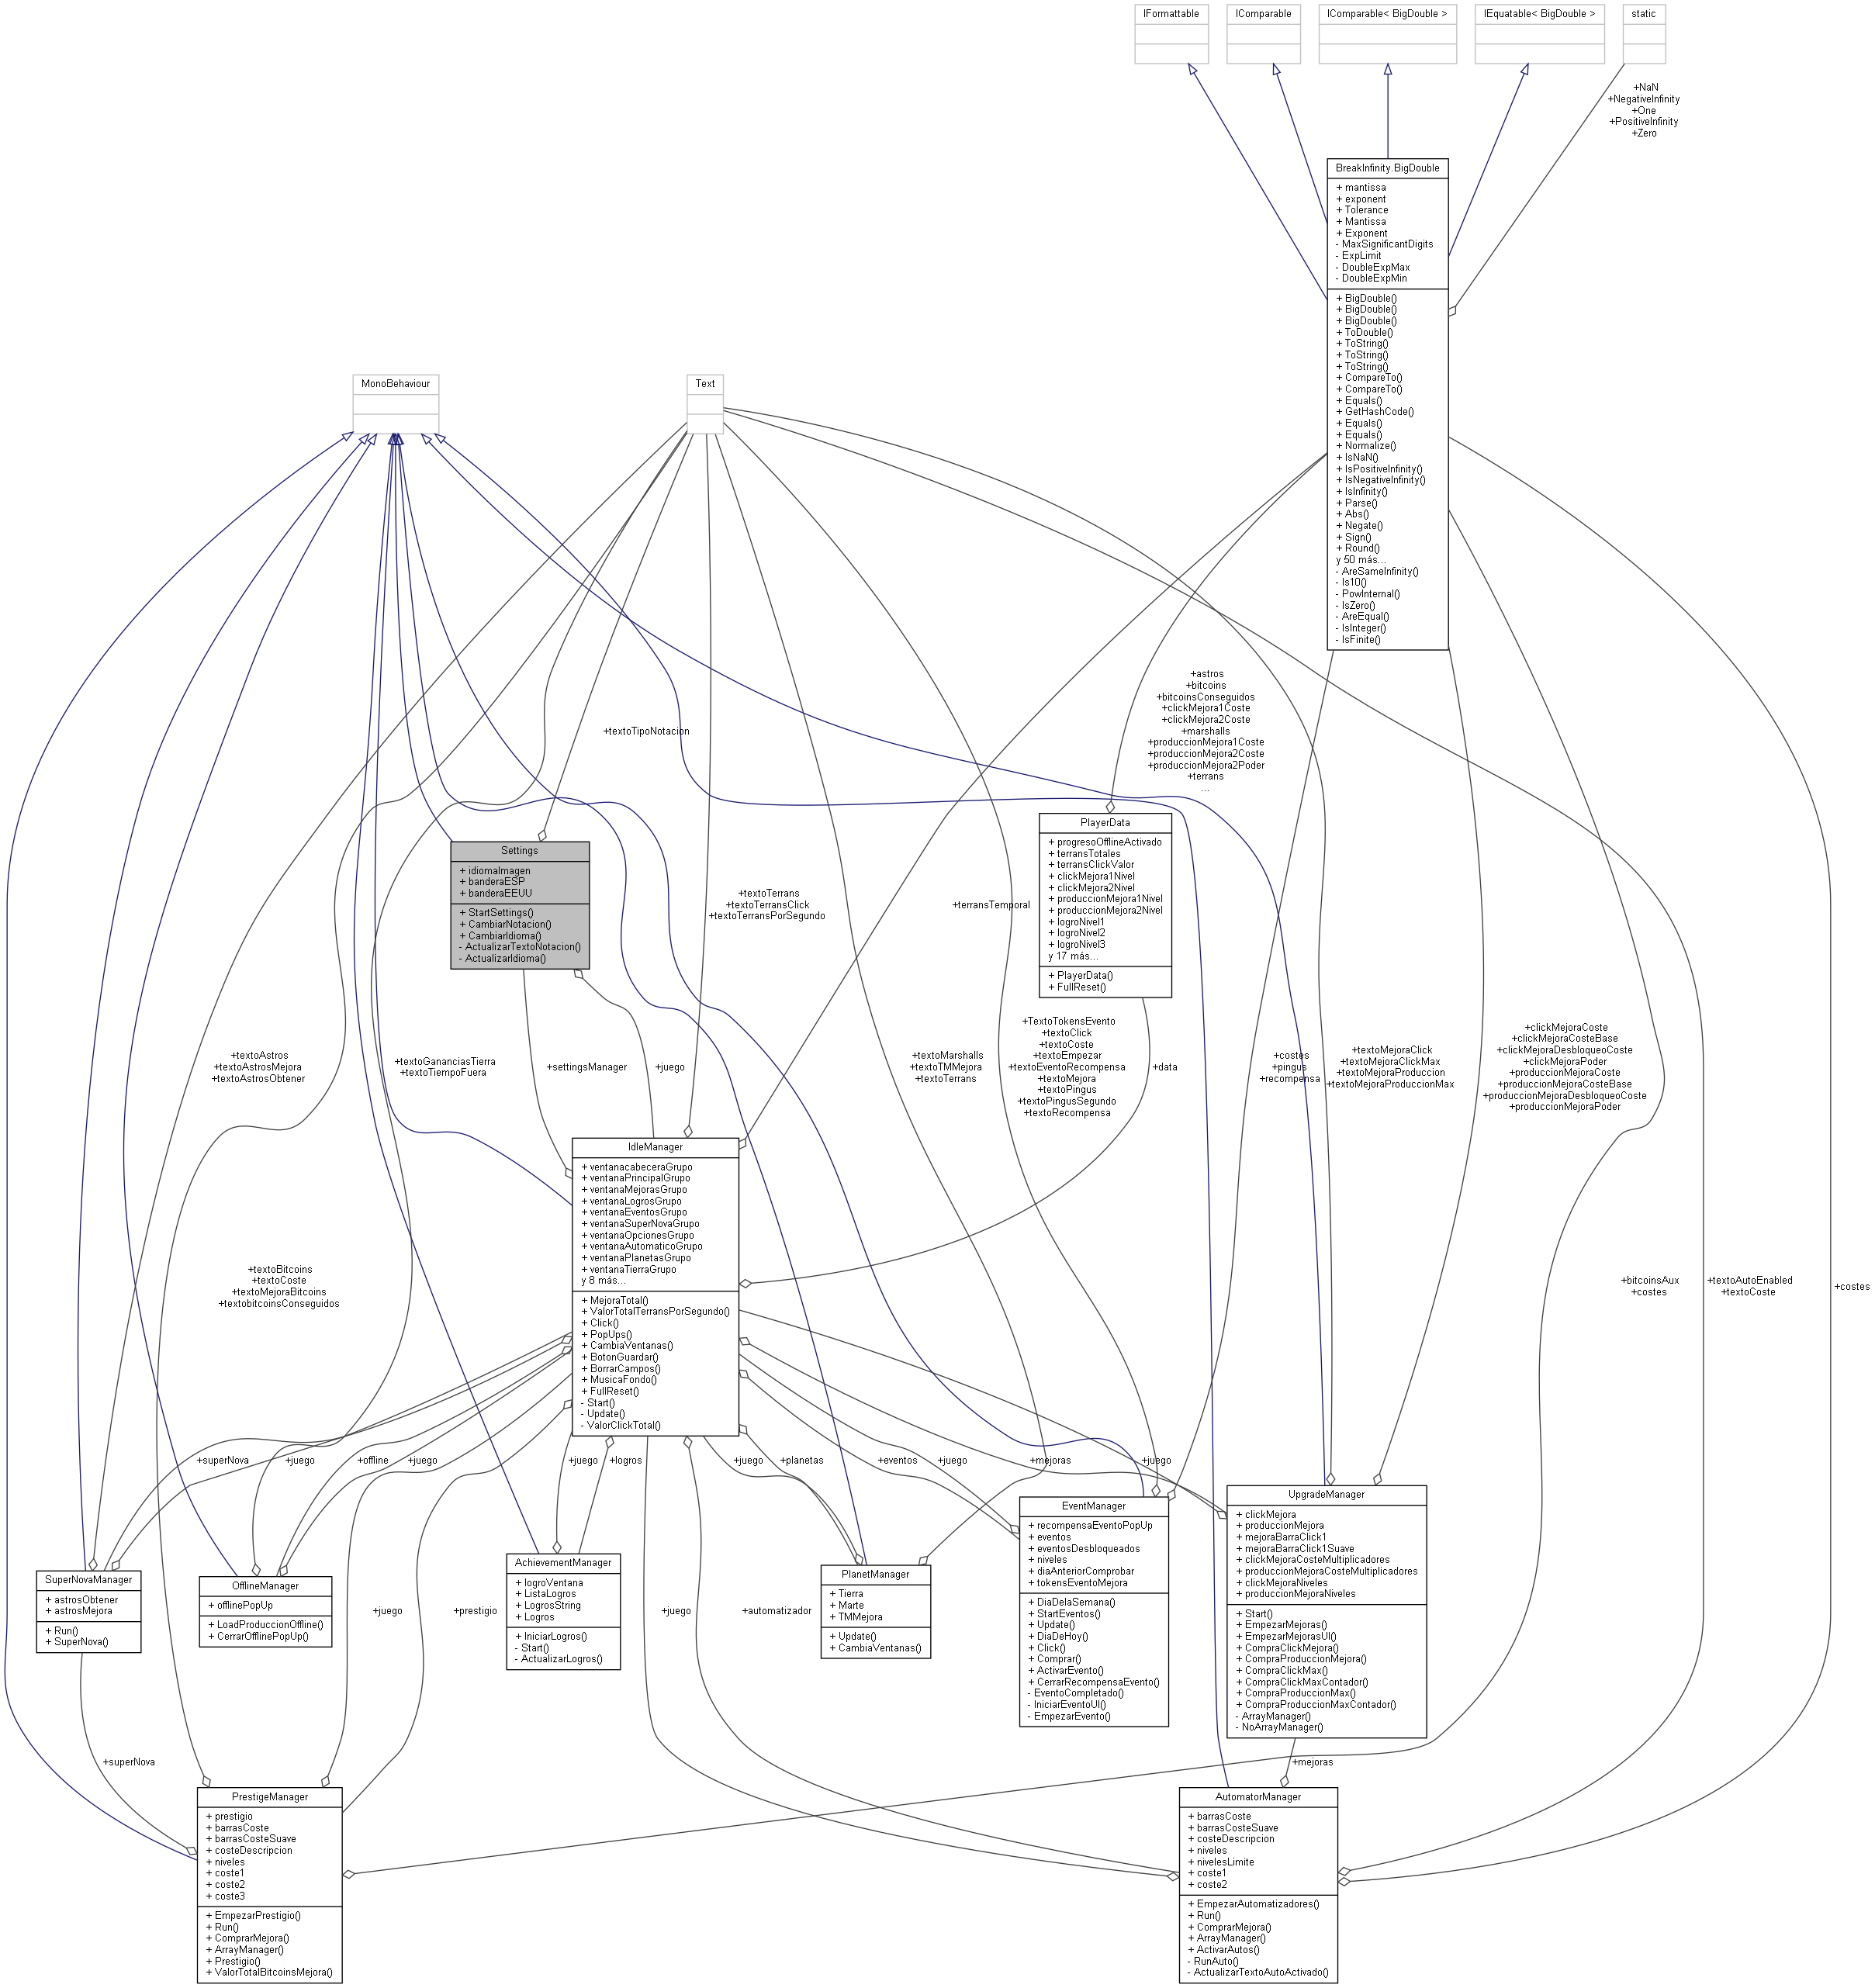 IFormattable
IComparable
IComparable< BigDouble >
IEquatable< BigDouble >
static
+NaN
+NegativeInfinity
+One
+PositiveInfinity
+Zero
BreakInfinity.BigDouble
+ mantissa
+ exponent
+ Tolerance
+ Mantissa
+ Exponent
- MaxSignificantDigits
- ExpLimit
- DoubleExpMax
- DoubleExpMin
+ BigDouble()
+ BigDouble()
+ BigDouble()
+ ToDouble()
+ ToString()
+ ToString()
+ ToString()
+ CompareTo()
+ CompareTo()
+ Equals()
+ GetHashCode()
+ Equals()
+ Equals()
+ Normalize()
+ IsNaN()
+ IsPositiveInfinity()
+ IsNegativeInfinity()
+ IsInfinity()
+ Parse()
+ Abs()
+ Negate()
+ Sign()
+ Round()
y 50 más...
- AreSameInfinity()
- Is10()
- PowInternal()
- IsZero()
- AreEqual()
- IsInteger()
- IsFinite()
MonoBehaviour
Text
+textoTipoNotacion
+astros
+bitcoins
+bitcoinsConseguidos
+clickMejora1Coste
+clickMejora2Coste
+marshalls
+produccionMejora1Coste
+produccionMejora2Coste
+produccionMejora2Poder
+terrans
...
PlayerData
+ progresoOfflineActivado
+ terransTotales
+ terransClickValor
+ clickMejora1Nivel
+ clickMejora2Nivel
+ produccionMejora1Nivel
+ produccionMejora2Nivel
+ logroNivel1
+ logroNivel2
+ logroNivel3
y 17 más...
+ PlayerData()
+ FullReset()
Settings
+ idiomaImagen
+ banderaESP
+ banderaEEUU
+ StartSettings()
+ CambiarNotacion()
+ CambiarIdioma()
- ActualizarTextoNotacion()
- ActualizarIdioma()
+textoTerrans
+textoTerransClick
+textoTerransPorSegundo
+terransTemporal
+textoAstros
+textoAstrosMejora
+textoAstrosObtener
+textoGananciasTierra
+textoTiempoFuera
+settingsManager
+juego
+textoMarshalls
+textoTMMejora
+textoTerrans
+TextoTokensEvento
+textoClick
+textoCoste
+textoEmpezar
+textoEventoRecompensa
+textoMejora
+textoPingus
+textoPingusSegundo
+textoRecompensa
+data
+costes
+pingus
+recompensa
+textoMejoraClick
+textoMejoraClickMax
+textoMejoraProduccion
+textoMejoraProduccionMax
+clickMejoraCoste
+clickMejoraCosteBase
+clickMejoraDesbloqueoCoste
+clickMejoraPoder
+produccionMejoraCoste
+produccionMejoraCosteBase
+produccionMejoraDesbloqueoCoste
+produccionMejoraPoder
IdleManager
+ ventanacabeceraGrupo
+ ventanaPrincipalGrupo
+ ventanaMejorasGrupo
+ ventanaLogrosGrupo
+ ventanaEventosGrupo
+ ventanaSuperNovaGrupo
+ ventanaOpcionesGrupo
+ ventanaAutomaticoGrupo
+ ventanaPlanetasGrupo
+ ventanaTierraGrupo
y 8 más...
+ MejoraTotal()
+ ValorTotalTerransPorSegundo()
+ Click()
+ PopUps()
+ CambiaVentanas()
+ BotonGuardar()
+ BorrarCampos()
+ MusicaFondo()
+ FullReset()
- Start()
- Update()
- ValorClickTotal()
+textoBitcoins
+textoCoste
+textoMejoraBitcoins
+textobitcoinsConseguidos
+bitcoinsAux
+costes
+textoAutoEnabled
+textoCoste
+costes
+superNova
+juego
+offline
+juego
+juego
+logros
+juego
+planetas
+eventos
+juego
+mejoras
+juego
SuperNovaManager
+ astrosObtener
+ astrosMejora
+ Run()
+ SuperNova()
OfflineManager
+ offlinePopUp
+ LoadProduccionOffline()
+ CerrarOfflinePopUp()
+juego
+prestigio
AchievementManager
+ logroVentana
+ ListaLogros
+ LogrosString
+ Logros
+ IniciarLogros()
- Start()
- ActualizarLogros()
+juego
+automatizador
PlanetManager
+ Tierra
+ Marte
+ TMMejora
+ Update()
+ CambiaVentanas()
EventManager
+ recompensaEventoPopUp
+ eventos
+ eventosDesbloqueados
+ niveles
+ diaAnteriorComprobar
+ tokensEventoMejora
+ DiaDelaSemana()
+ StartEventos()
+ Update()
+ DiaDeHoy()
+ Click()
+ Comprar()
+ ActivarEvento()
+ CerrarRecompensaEvento()
- EventoCompletado()
- IniciarEventoUI()
- EmpezarEvento()
UpgradeManager
+ clickMejora
+ produccionMejora
+ mejoraBarraClick1
+ mejoraBarraClick1Suave
+ clickMejoraCosteMultiplicadores
+ produccionMejoraCosteMultiplicadores
+ clickMejoraNiveles
+ produccionMejoraNiveles
+ Start()
+ EmpezarMejoras()
+ EmpezarMejorasUI()
+ CompraClickMejora()
+ CompraProduccionMejora()
+ CompraClickMax()
+ CompraClickMaxContador()
+ CompraProduccionMax()
+ CompraProduccionMaxContador()
- ArrayManager()
- NoArrayManager()
+superNova
+mejoras
PrestigeManager
+ prestigio
+ barrasCoste
+ barrasCosteSuave
+ costeDescripcion
+ niveles
+ coste1
+ coste2
+ coste3
+ EmpezarPrestigio()
+ Run()
+ ComprarMejora()
+ ArrayManager()
+ Prestigio()
+ ValorTotalBitcoinsMejora()
AutomatorManager
+ barrasCoste
+ barrasCosteSuave
+ costeDescripcion
+ niveles
+ nivelesLimite
+ coste1
+ coste2
+ EmpezarAutomatizadores()
+ Run()
+ ComprarMejora()
+ ArrayManager()
+ ActivarAutos()
- RunAuto()
- ActualizarTextoAutoActivado()